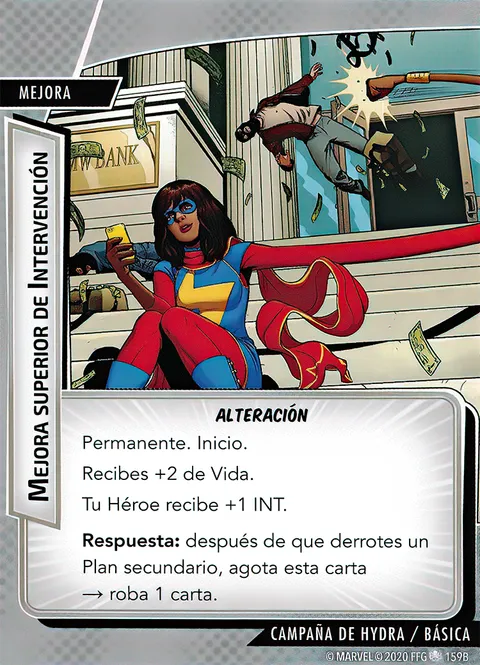 MEJORA
MEJORA SUPERIOR DE INTERVENCIÓN
W BANK
ALTERACIÓN
Permanente. Inicio.
Recibes +2 de Vida.
Tu Héroe recibe +1 INT.
Respuesta: después de que derrotes un
Plan secundario, agota esta carta
→ roba 1 carta.
CAMPAÑA DE HYDRA / BÁSICA
© MARVEL © 2020 FFG 159B